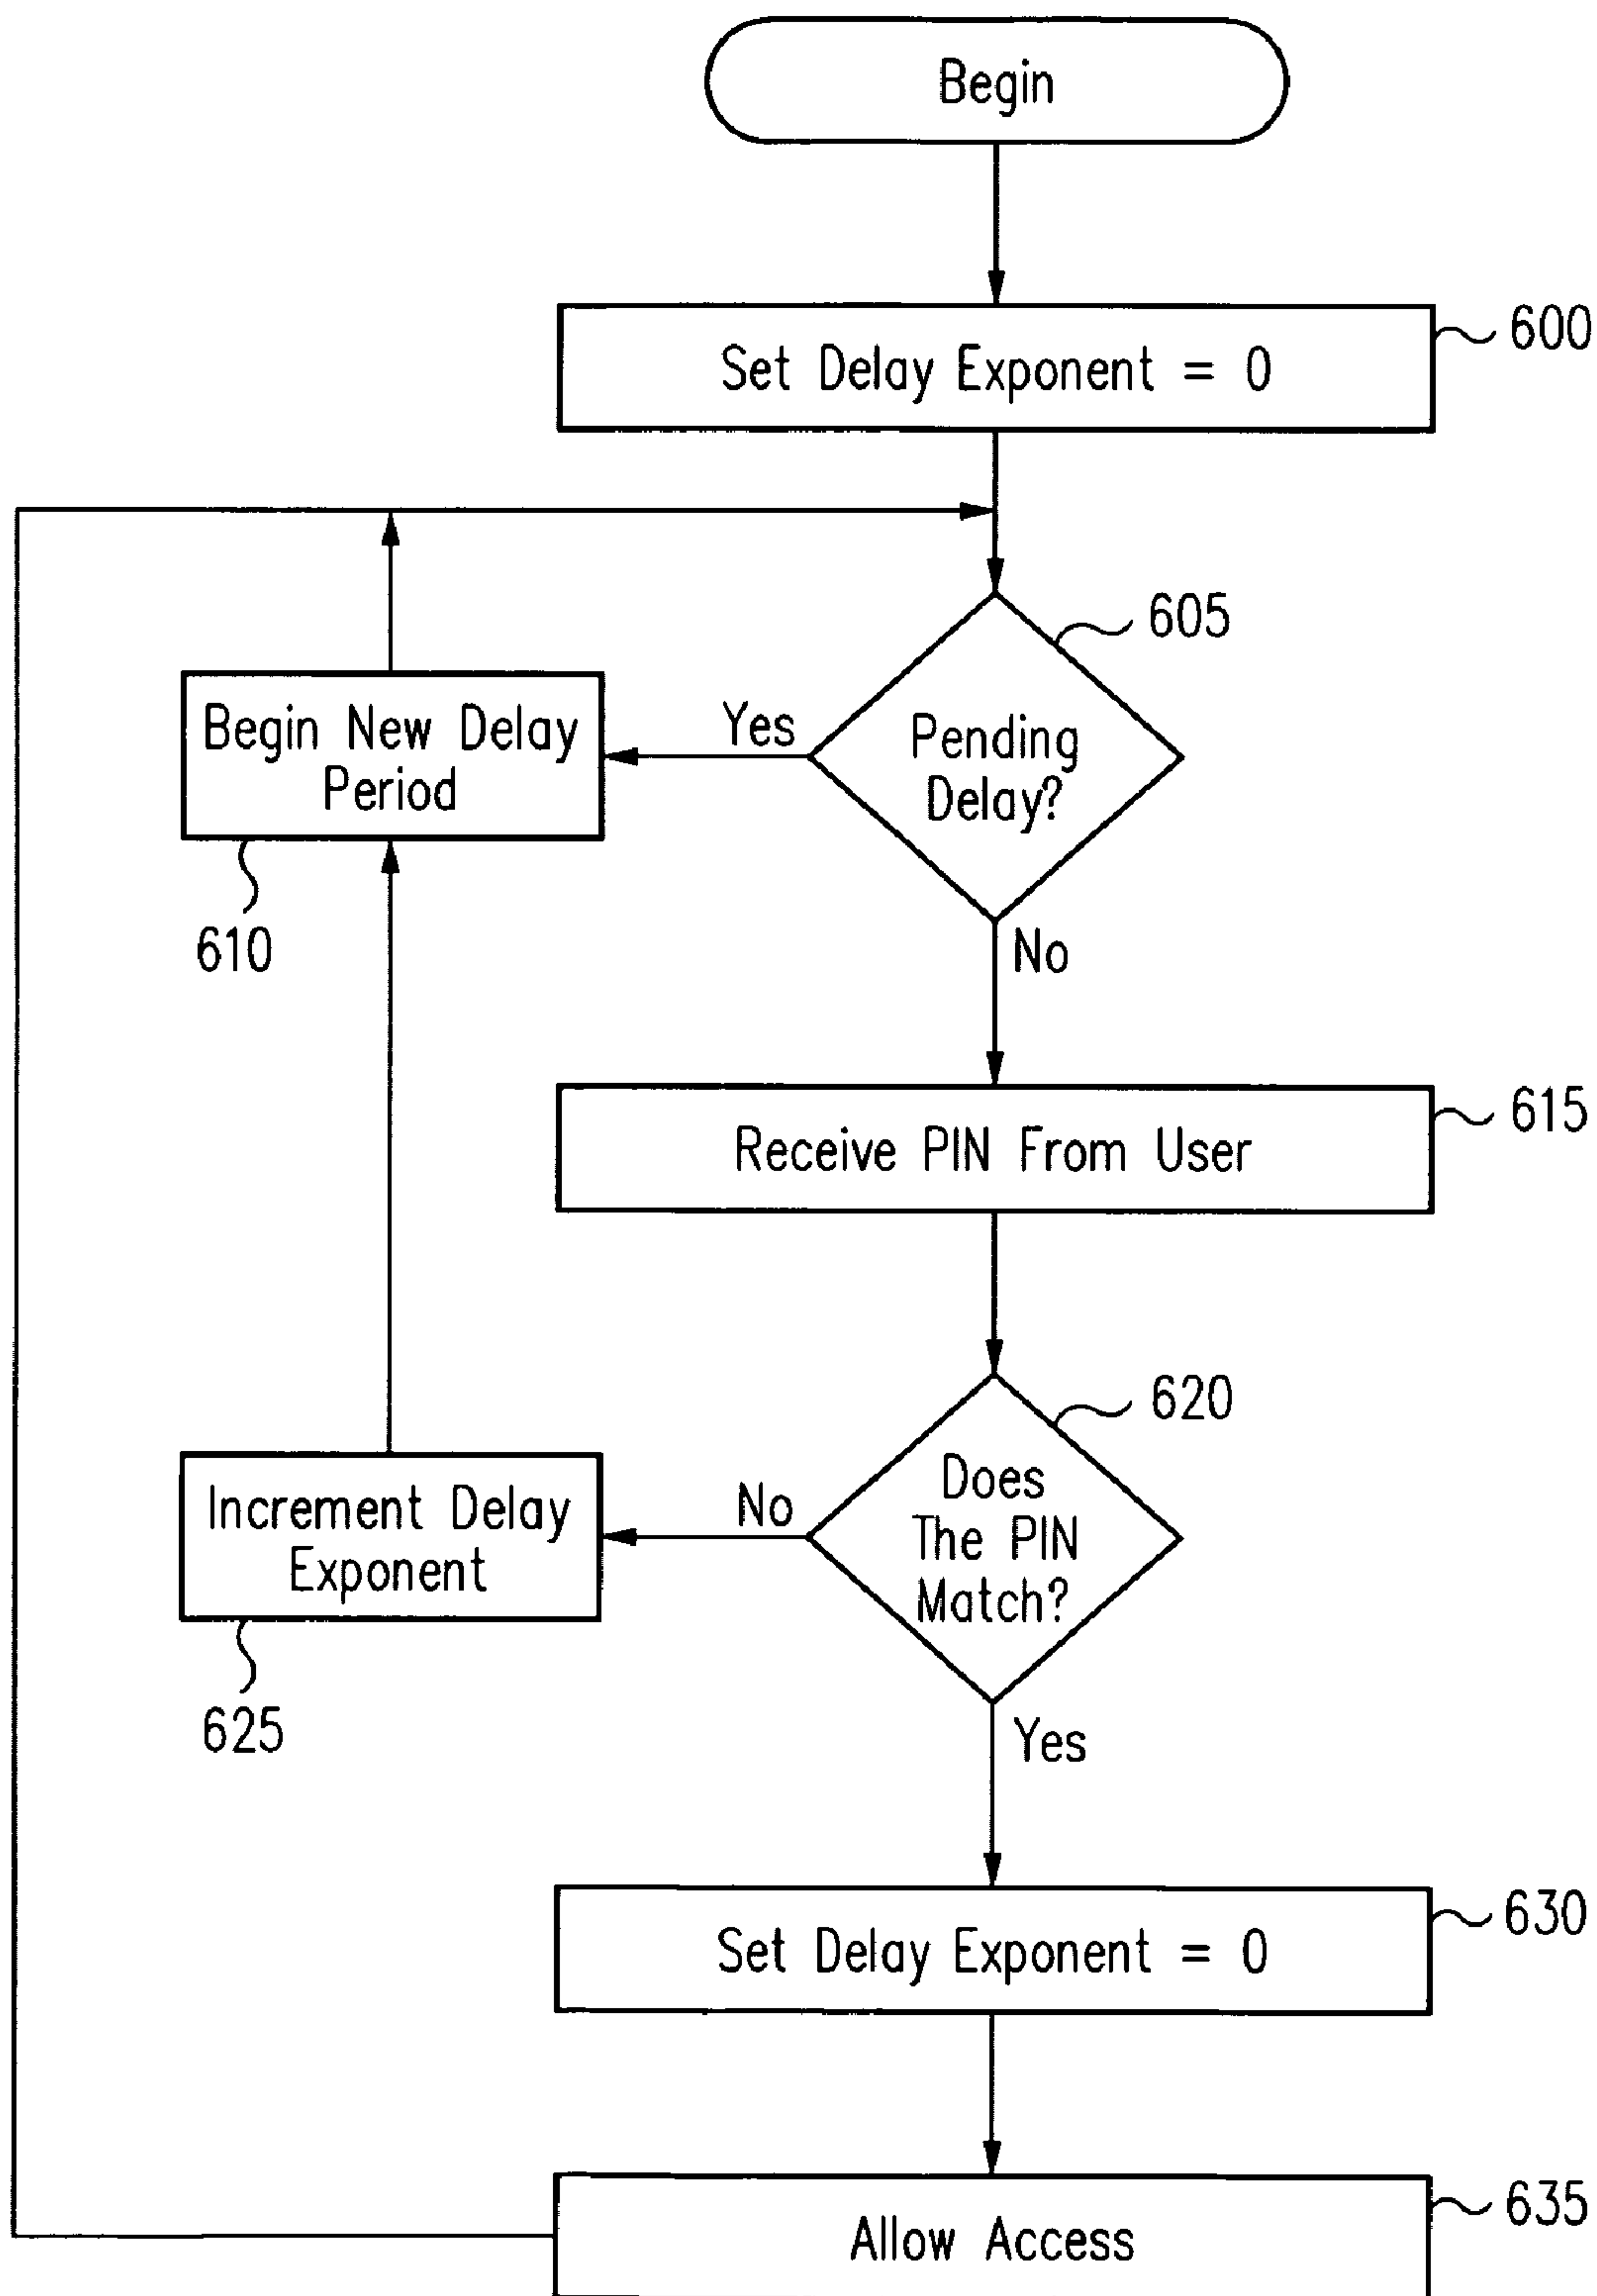 Begin
Set Delay Exponent = 0
600
605
Begin New Delay
Period
Yes
Pending
Delay?
610
No
Receive PIN From User
615
620
Increment Delay
Exponent
No
Does
The PIN
Match?
625
Yes
Set Delay Exponent = 0
630
Allow Access
635